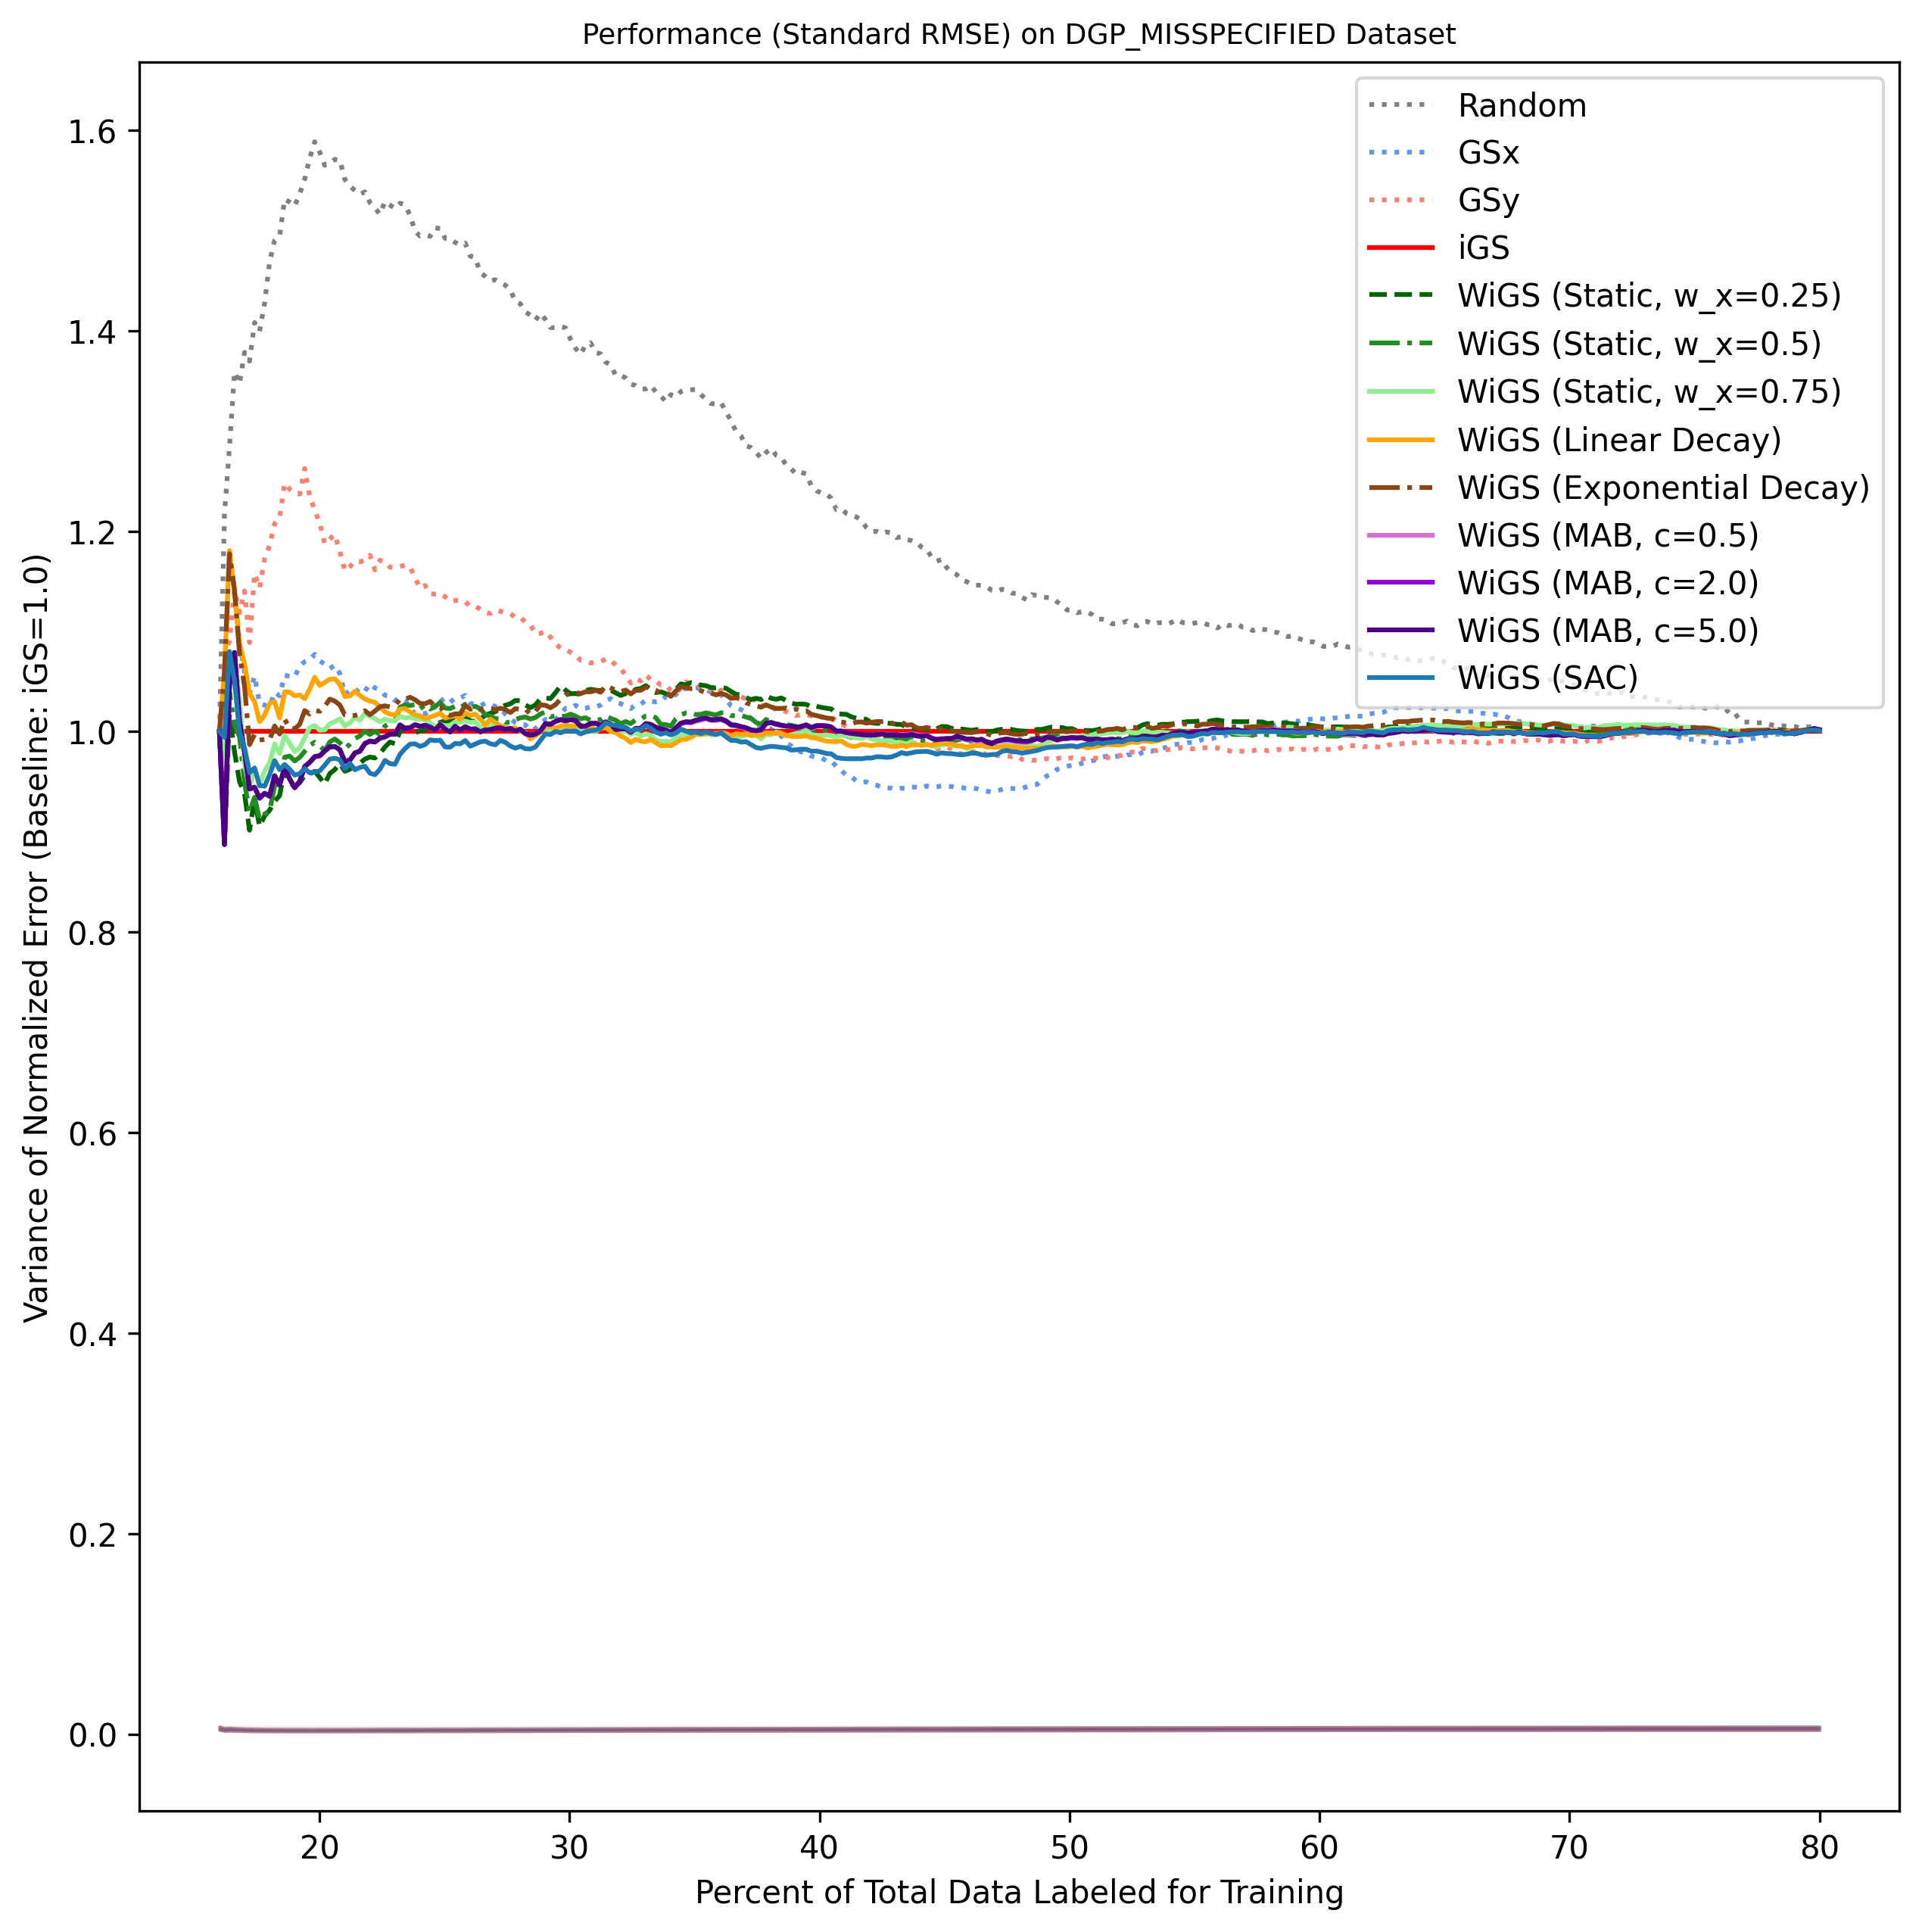 Performance (Standard RMSE) on DGP_MISSPECIFIED Dataset
Variance of Normalized Error (Baseline: iGS=1.0)
1.6
1.4
1.2
1.0
0.8
0.6
0.4
0.2
0.0
Random
GSx
GSy
iGS
WiGS (Static, w_x=0.25)
WiGS (Static, w_x=0.5)
WiGS (Static, w_x=0.75)
WiGS (Linear Decay)
WiGS (Exponential Decay)
WiGS (MAB, c=0.5)
WiGS (MAB, c=2.0)
WiGS (MAB, c=5.0)
WiGS (SAC)
20 30 40 50 60 70 80
Percent of Total Data Labeled for Training